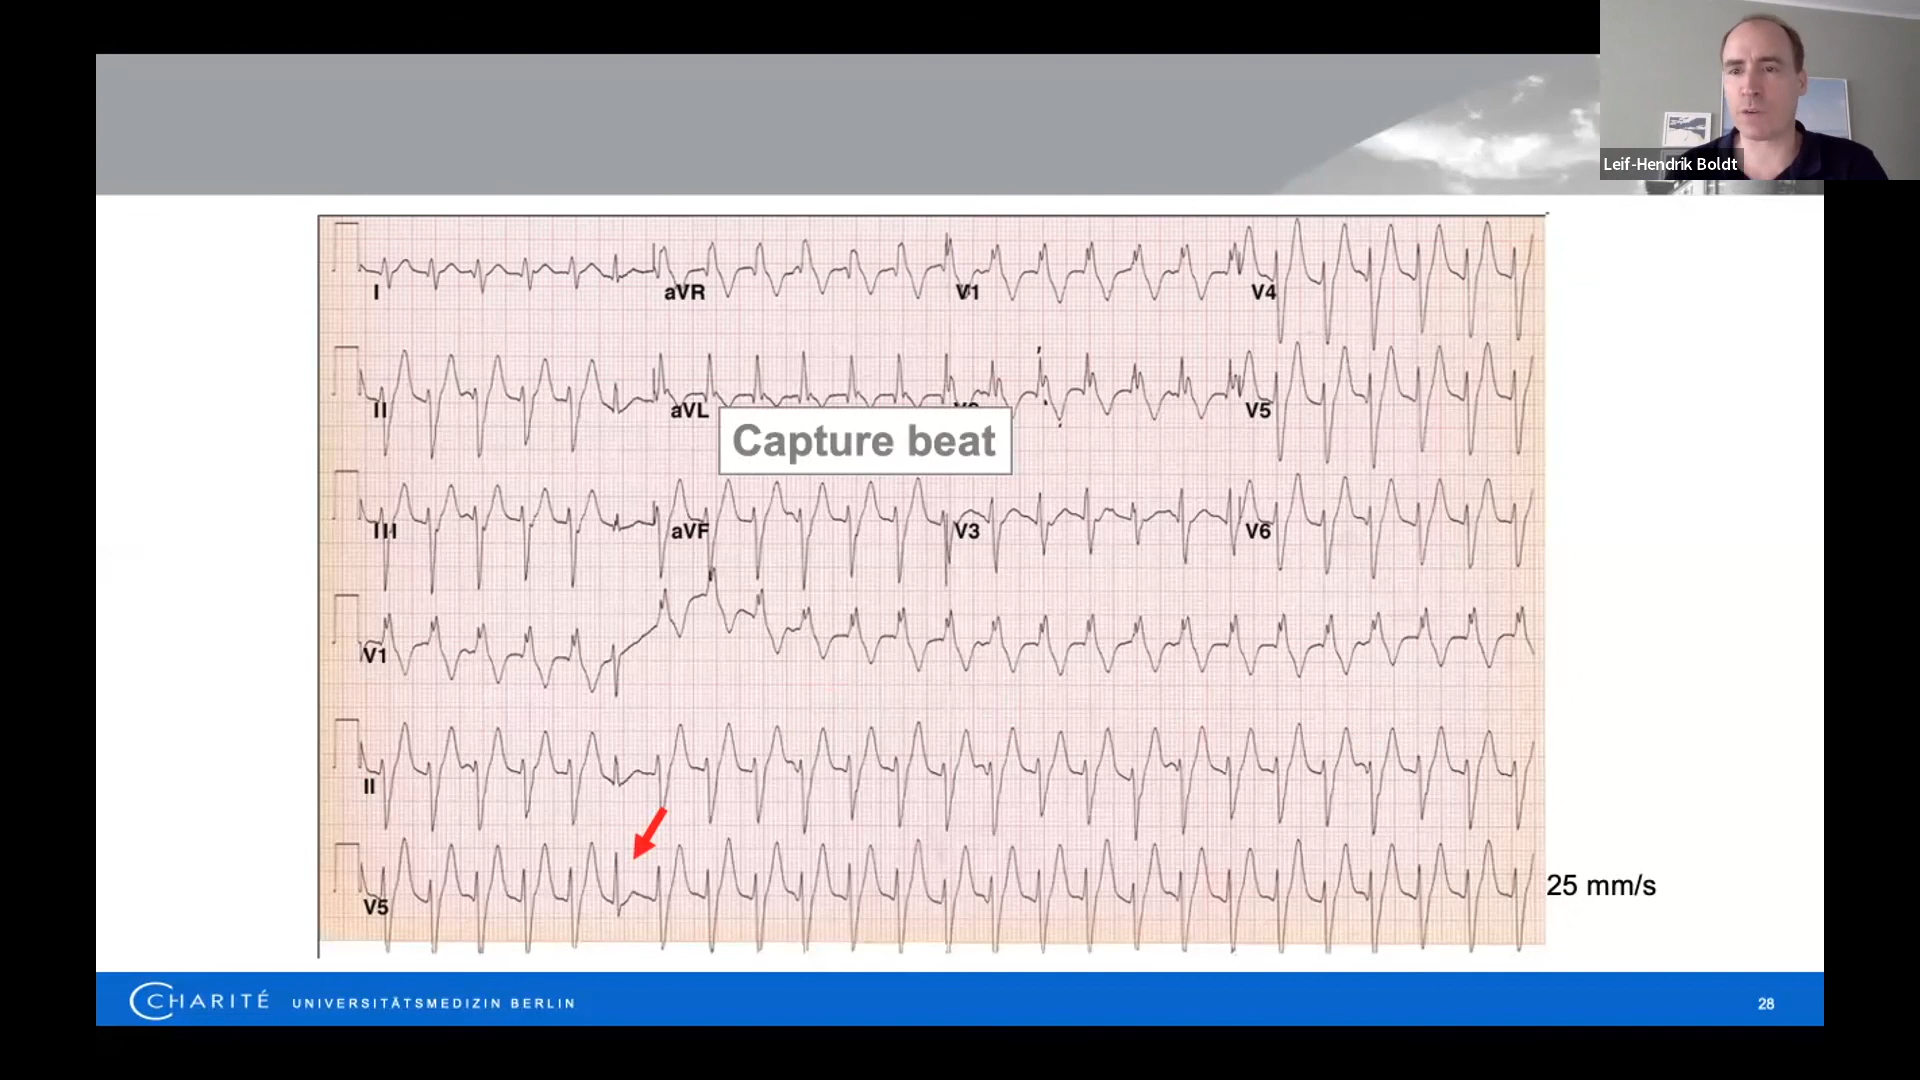 Leif-Hendrik Boldt
I
aVR
V1
V4
II
aVL
V5
Capture beat
III
aVF
V3
V6
V1
II
V5
25 mm/s
CHARITÉ UNIVERSITÄTSMEDIZIN BERLIN
28